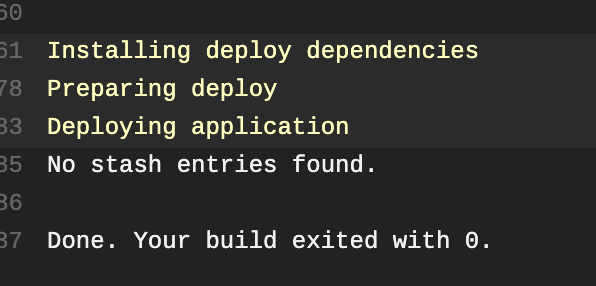 60
61 Installing deploy dependencies
78 Preparing deploy
83 Deploying application
85 No stash entries found.
86
87 Done. Your build exited with 0.